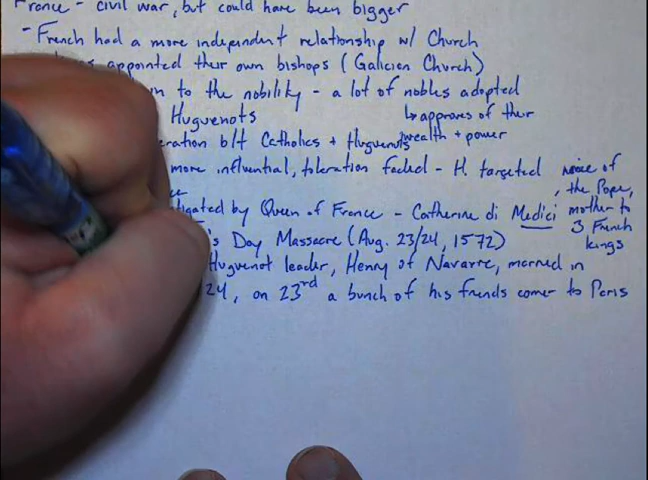 France - civil war, but could have been bigger
- French had a more independent relationship w/ Church
appointed their own bishops (Galician Church)
to the nobility - a lot of nobles adopted
Huguenots ↳ approves of their
wealth + power
eration b/t Catholics + Huguenots
more influential, toleration faded - H. targeted niece of
, the Pope,
tigated by Queen of France - Catherine di Medici mother to
3 French
's Day Massacre (Aug. 23/24, 1572) kings
Huguenot leader, Henry of Navarre, married in
24, on 23rd a bunch of his friends come to Paris